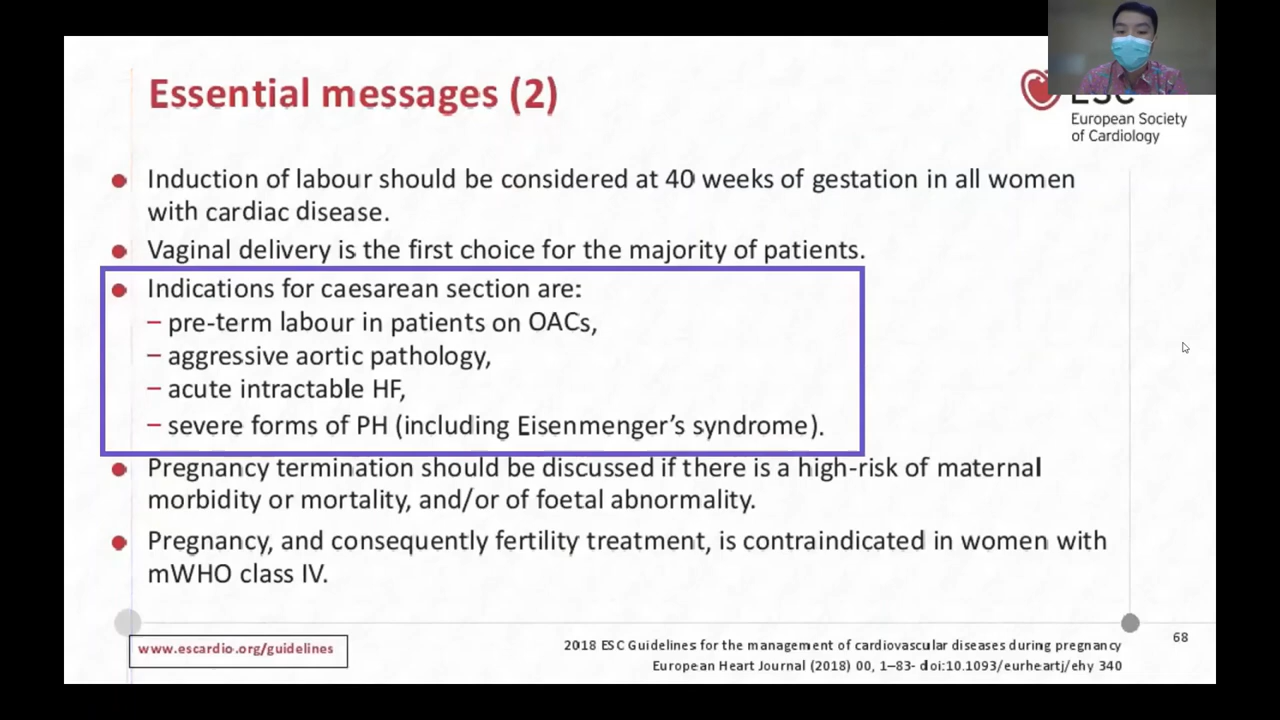 Essential messages (2)
ESC
European Society
of Cardiology
● Induction of labour should be considered at 40 weeks of gestation in all women
with cardiac disease.
● Vaginal delivery is the first choice for the majority of patients.
● Indications for caesarean section are:
– pre-term labour in patients on OACs,
– aggressive aortic pathology,
– acute intractable HF,
– severe forms of PH (including Eisenmenger’s syndrome).
● Pregnancy termination should be discussed if there is a high-risk of maternal
morbidity or mortality, and/or of foetal abnormality.
● Pregnancy, and consequently fertility treatment, is contraindicated in women with
mWHO class IV.
68
www.escardio.org/guidelines
2018 ESC Guidelines for the management of cardiovascular diseases during pregnancy
European Heart Journal (2018) 00, 1–83- doi:10.1093/eurheartj/ehy 340